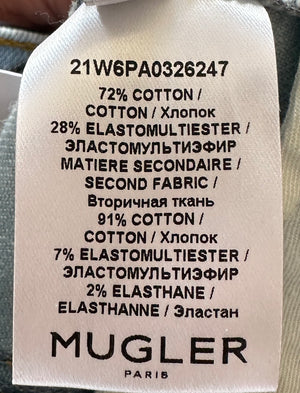 21W6PA0326247
72% COTTON /
COTTON / Хлопок
28% ELASTOMULTIESTER /
ЭЛАСТОМУЛЬТИЭФИР
MATIERE SECONDAIRE /
SECOND FABRIC /
Вторичная ткань
91% COTTON /
COTTON / Хлопок
7% ELASTOMULTIESTER /
ЭЛАСТОМУЛЬТИЭФИР
2% ELASTHANE /
ELASTHANNE / Эластан
MUGLER
PARIS